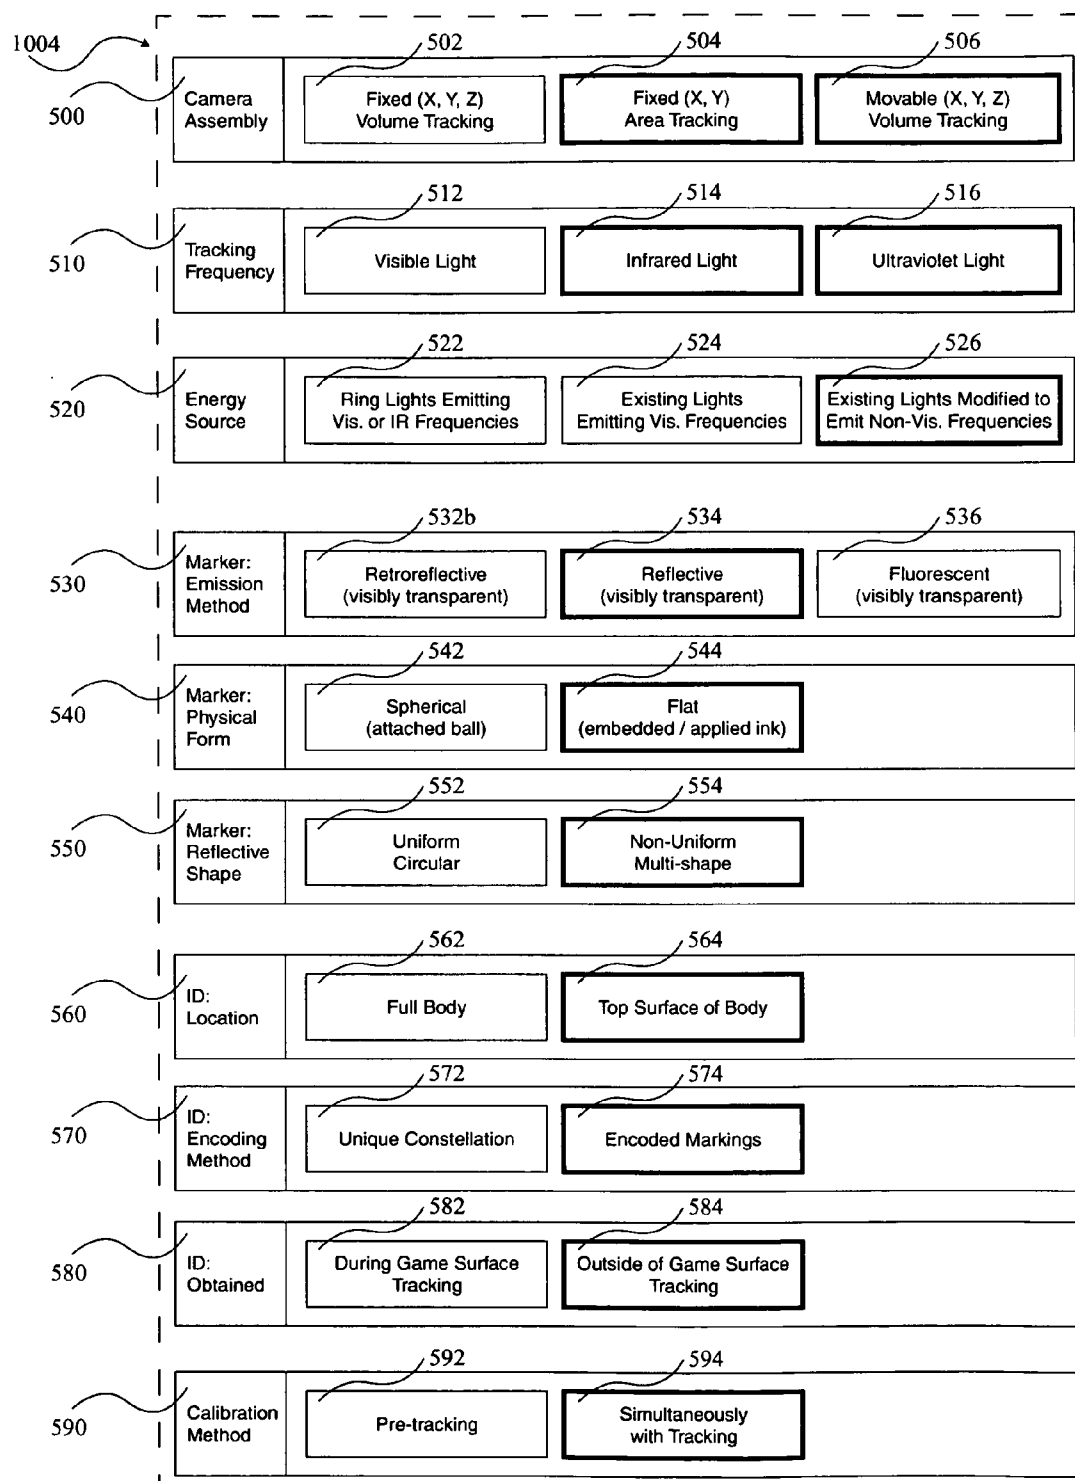 1004
502
504
506
500
Camera
Assembly
Fixed (X, Y, Z)
Volume Tracking
Fixed (X, Y)
Area Tracking
Movable (X, Y, Z)
Volume Tracking
512
514
516
510
Tracking
Frequency
Visible Light
Infrared Light
Ultraviolet Light
522
524
526
520
Energy
Source
Ring Lights Emitting
Vis. or IR Frequencies
Existing Lights
Emitting Vis. Frequencies
Existing Lights Modified to
Emit Non-Vis. Frequencies
532b
534
536
530
Marker:
Emission
Method
Retroreflective
(visibly transparent)
Reflective
(visibly transparent)
Fluorescent
(visibly transparent)
542
544
540
Marker:
Physical
Form
Spherical
(attached ball)
Flat
(embedded / applied ink)
552
554
550
Marker:
Reflective
Shape
Uniform
Circular
Non-Uniform
Multi-shape
562
564
560
ID:
Location
Full Body
Top Surface of Body
572
574
570
ID:
Encoding
Method
Unique Constellation
Encoded Markings
582
584
580
ID:
Obtained
During Game Surface
Tracking
Outside of Game Surface
Tracking
592
594
590
Calibration
Method
Pre-tracking
Simultaneously
with Tracking